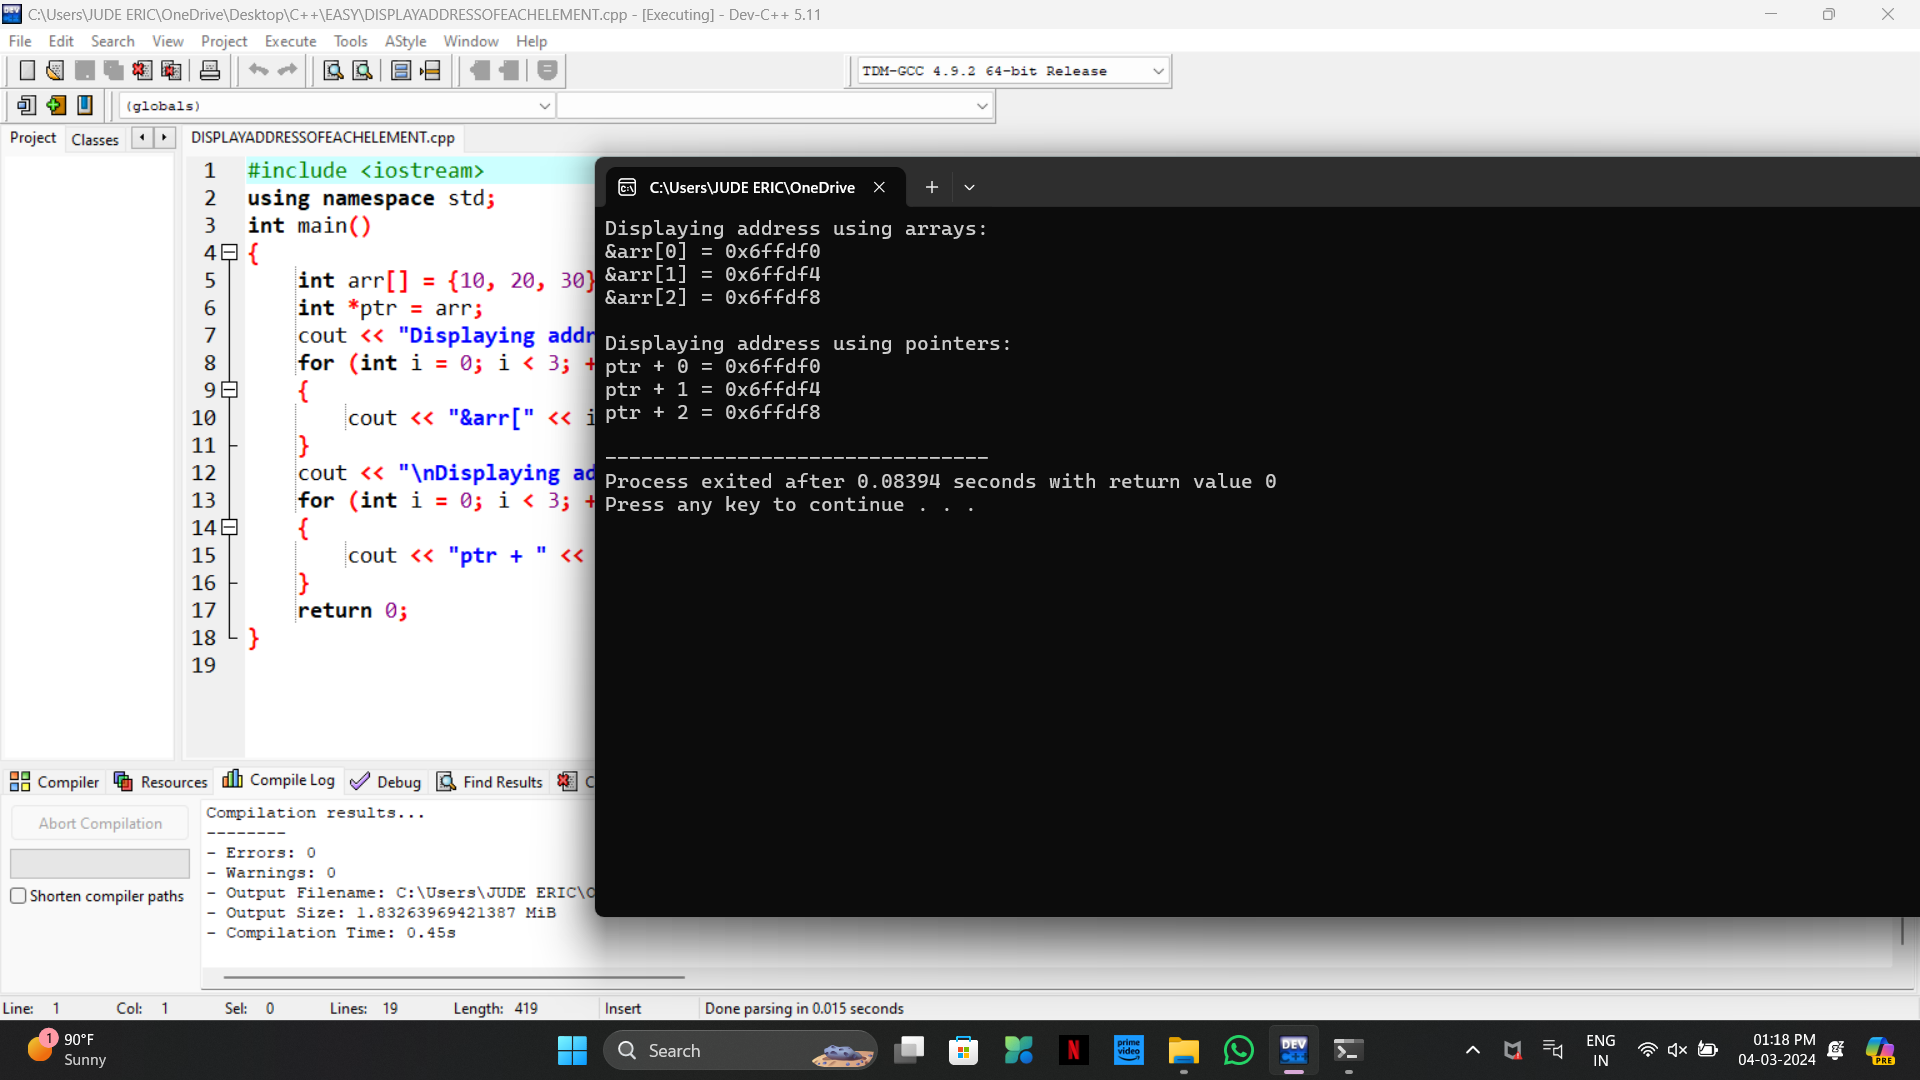 C:\Users\JUDE ERIC\OneDrive\Desktop\C++\EASY\DISPLAYADDRESSOFEACHELEMENT.cpp - [Executing] - Dev-C++ 5.11
File Edit Search View Project Execute Tools AStyle Window Help
TDM-GCC 4.9.2 64-bit Release
(globals)
Project Classes
DISPLAYADDRESSOFEACHELEMENT.cpp
1 #include <iostream>
2 using namespace std;
3 int main()
4 {
5 int arr[] = {10, 20, 30}
6 int *ptr = arr;
7 cout << "Displaying addr
8 for (int i = 0; i < 3; +
9 {
10 cout << "&arr[" << i
11 }
12 cout << "\nDisplaying ad
13 for (int i = 0; i < 3; +
14 {
15 cout << "ptr + " <<
16 }
17 return 0;
18 }
19
C:\Users\JUDE ERIC\OneDrive
Displaying address using arrays:
&arr[0] = 0x6ffdf0
&arr[1] = 0x6ffdf4
&arr[2] = 0x6ffdf8
Displaying address using pointers:
ptr + 0 = 0x6ffdf0
ptr + 1 = 0x6ffdf4
ptr + 2 = 0x6ffdf8
--------------------------------
Process exited after 0.08394 seconds with return value 0
Press any key to continue . . .
Compiler Resources Compile Log Debug Find Results C
Abort Compilation
Shorten compiler paths
Compilation results...
--------
- Errors: 0
- Warnings: 0
- Output Filename: C:\Users\JUDE ERIC\O
- Output Size: 1.83263969421387 MiB
- Compilation Time: 0.45s
Line: 1 Col: 1 Sel: 0 Lines: 19 Length: 419 Insert Done parsing in 0.015 seconds
1
90°F
Sunny
Search
N
prime video
DEV C++
ENG
IN
01:18 PM
04-03-2024
PRE